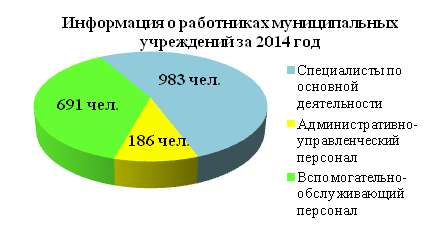 Информация о работниках муниципальных
учреждений за 2014 год
983 чел.
691 чел.
186 чел.
Специалисты по
основной
деятельности
Административно-
управленческий
персонал
Вспомогательно-
обслуживающий
персонал